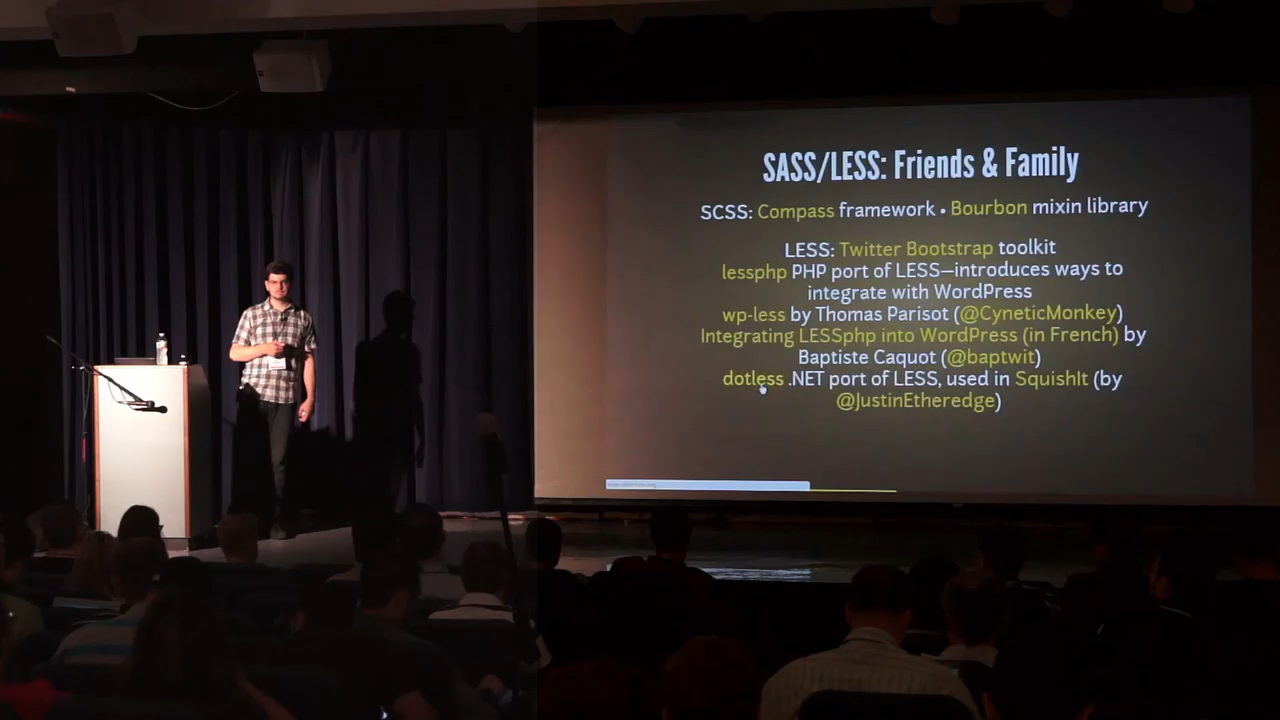 SASS/LESS: Friends & Family
SCSS: Compass framework • Bourbon mixin library
LESS: Twitter Bootstrap toolkit
lessphp PHP port of LESS—introduces ways to
integrate with WordPress
wp-less by Thomas Parisot (@CyneticMonkey)
Integrating LESSphp into WordPress (in French) by
Baptiste Caquot (@baptwit)
dotless .NET port of LESS, used in SquishIt (by
@JustinEtheredge)